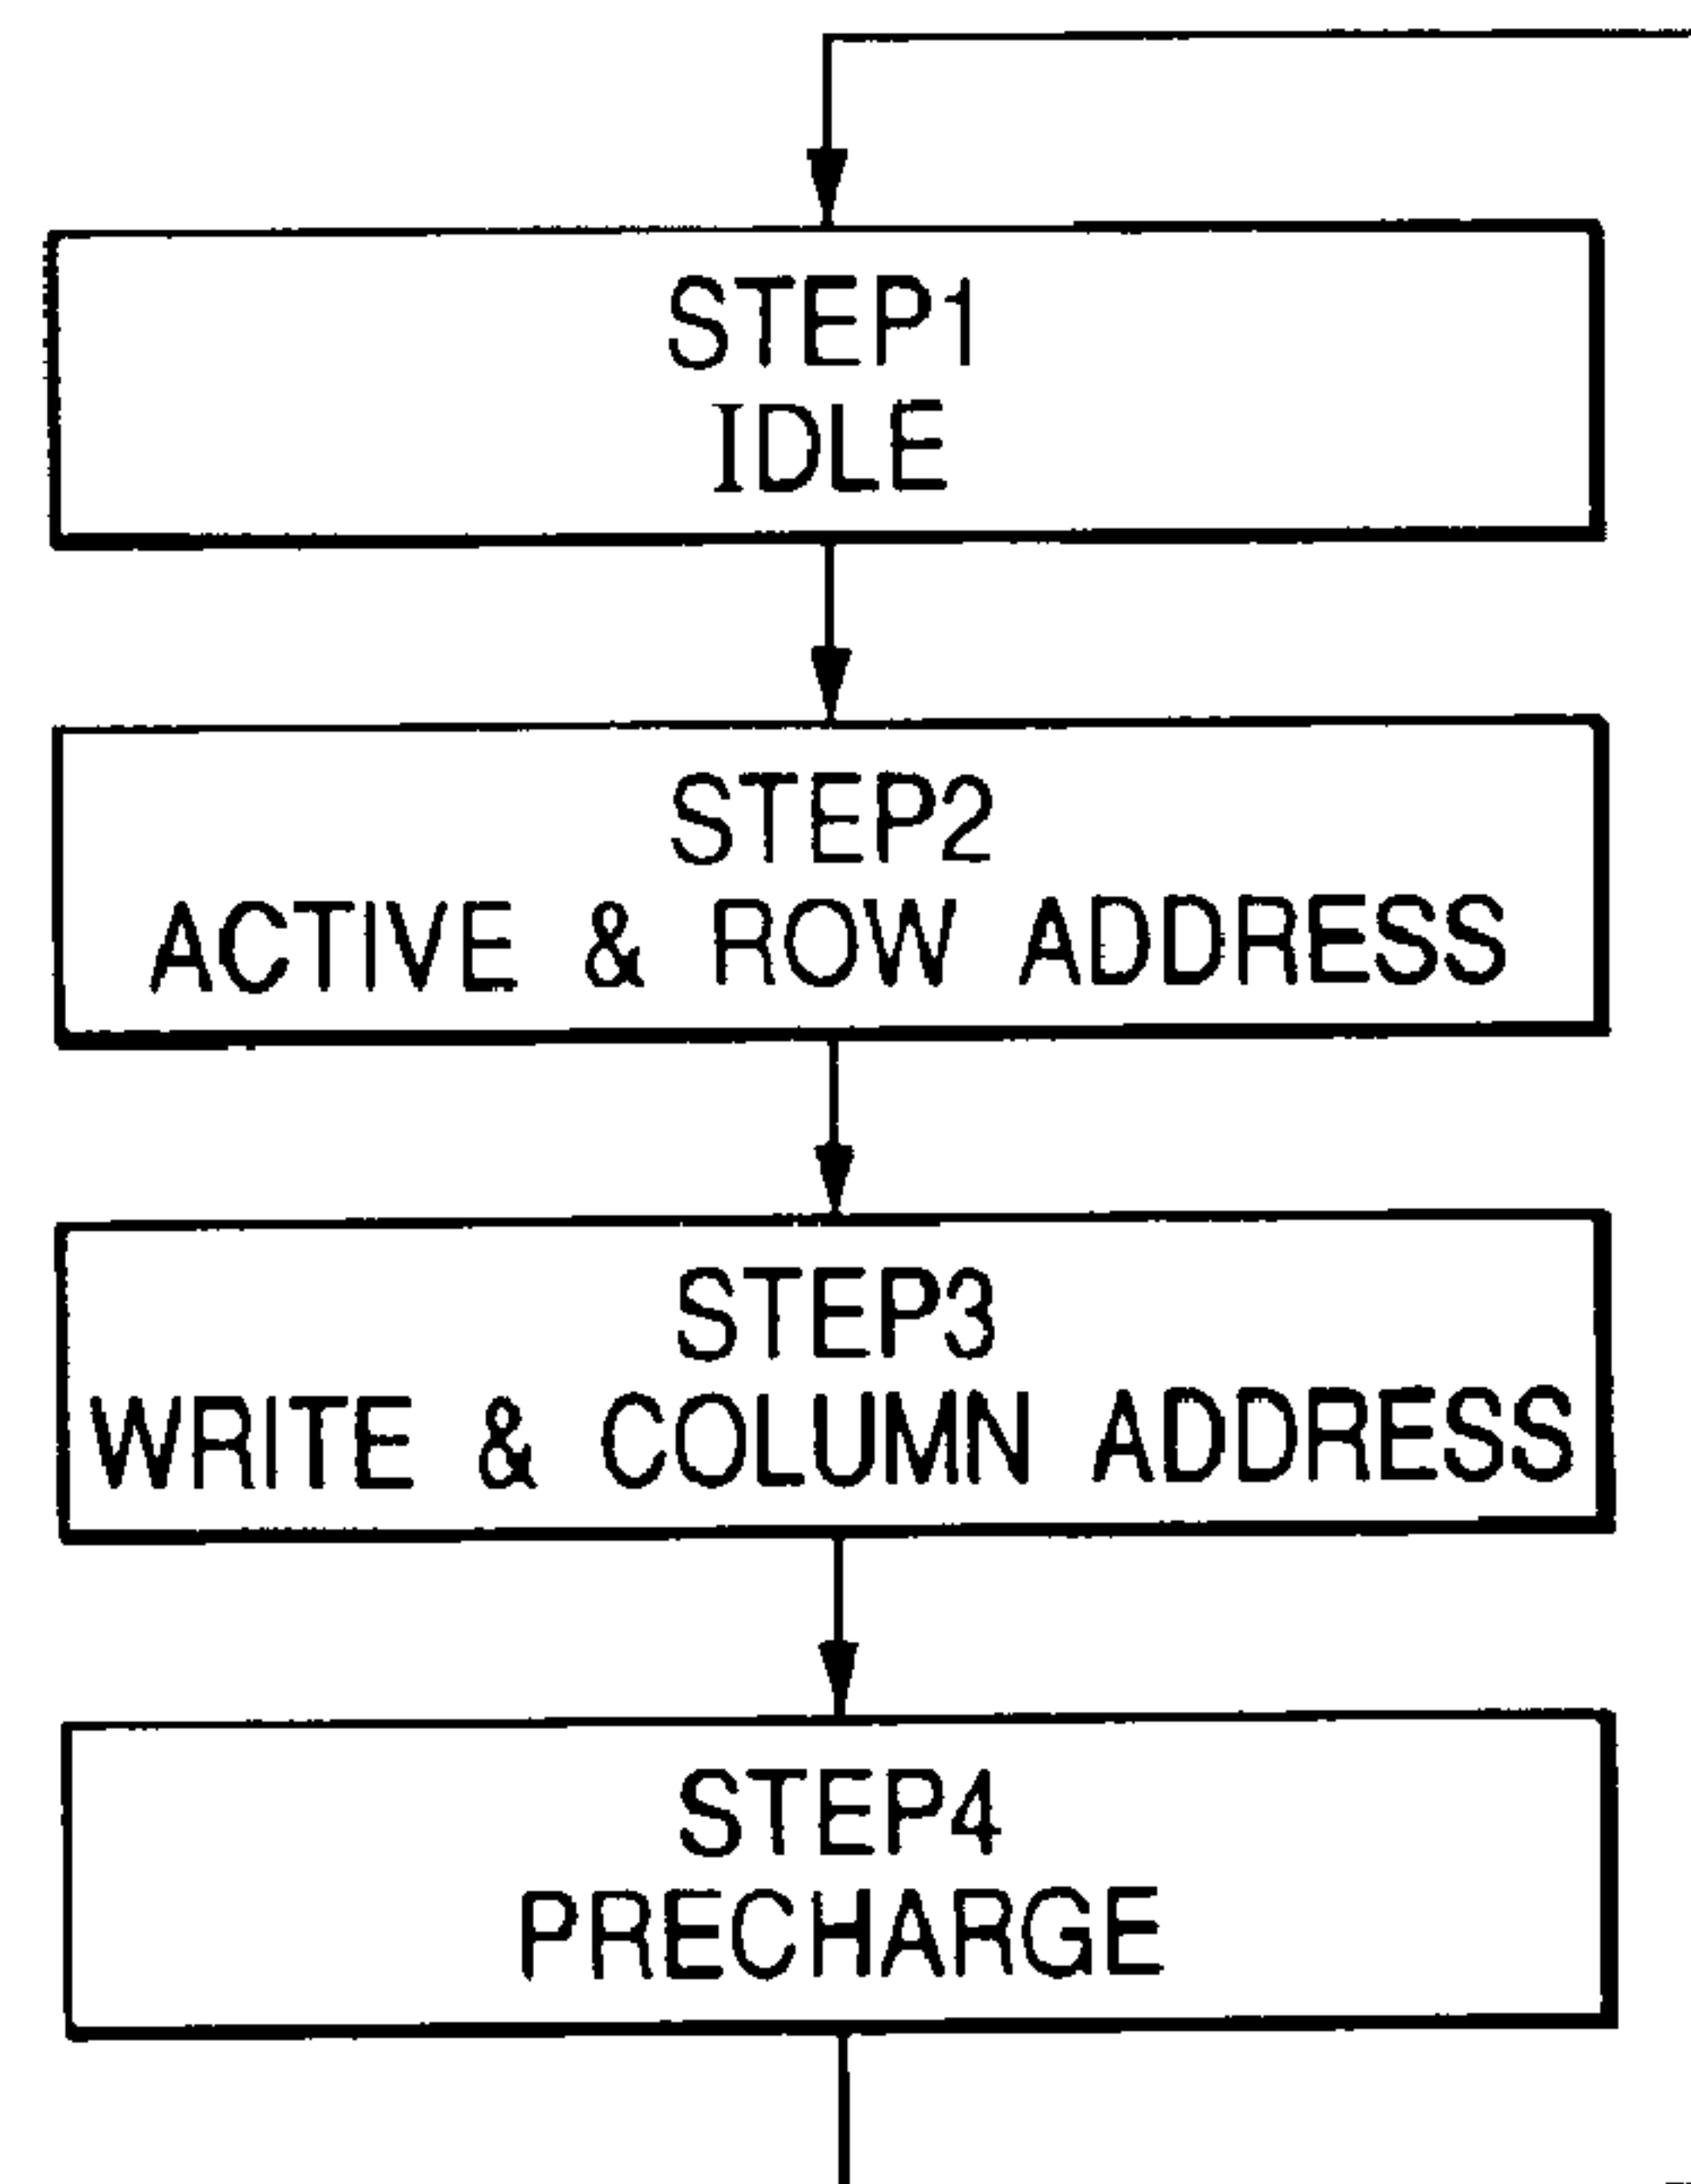 STEP1
IDLE
STEP2
ACTIVE & ROW ADDRESS
STEP3
WRITE & COLUMN ADDRESS
STEP4
PRECHARGE